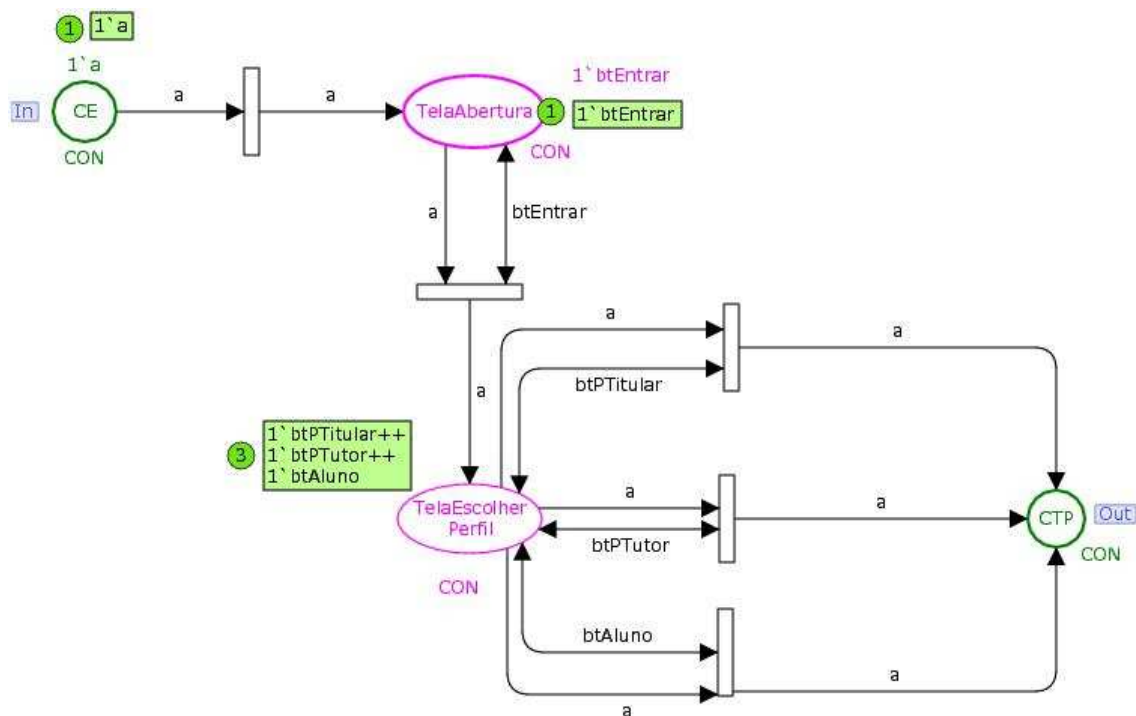 1
1`a
1`a
In
CE
CON
a
a
TelaAbertura
1
1`btEntrar
1`btEntrar
CON
a
btEntrar
a
a
btPTitular
a
3
1`btPTitular++
1`btPTutor++
1`btAluno
TelaEscolher
Perfil
CON
a
btPTutor
a
CTP
Out
CON
btAluno
a
a